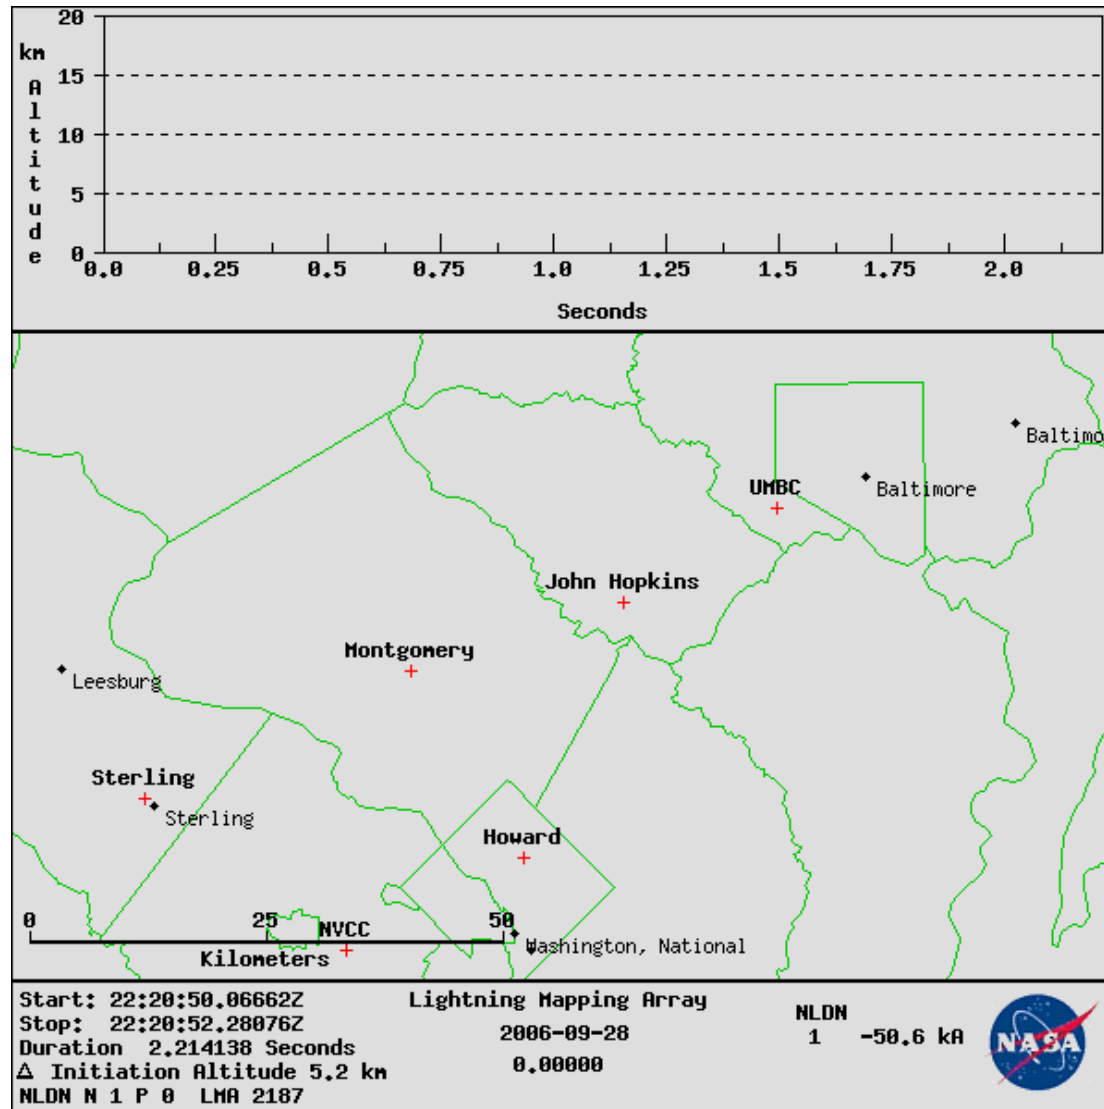 20
km
15
Altitude
10
5
0
0.0 0.25 0.5 0.75 1.0 1.25 1.5 1.75 2.0
Seconds
Baltimo
UMBC
Baltimore
John Hopkins
Montgomery
Leesburg
Sterling
Sterling
Howard
0 25 50
NVCC
Washington, National
Kilometers
Start: 22:20:50.06662Z
Stop: 22:20:52.28076Z
Duration 2.214138 Seconds
Δ Initiation Altitude 5.2 km
NLDN N 1 P 0 LMA 2187
Lightning Mapping Array
2006-09-28
0.00000
NLDN
1 -50.6 kA
NASA